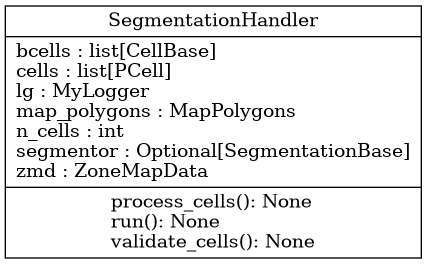 SegmentationHandler
bcells : list[CellBase]
cells : list[PCell]
lg : MyLogger
map_polygons : MapPolygons
n_cells : int
segmentor : Optional[SegmentationBase]
zmd : ZoneMapData
process_cells(): None
run(): None
validate_cells(): None